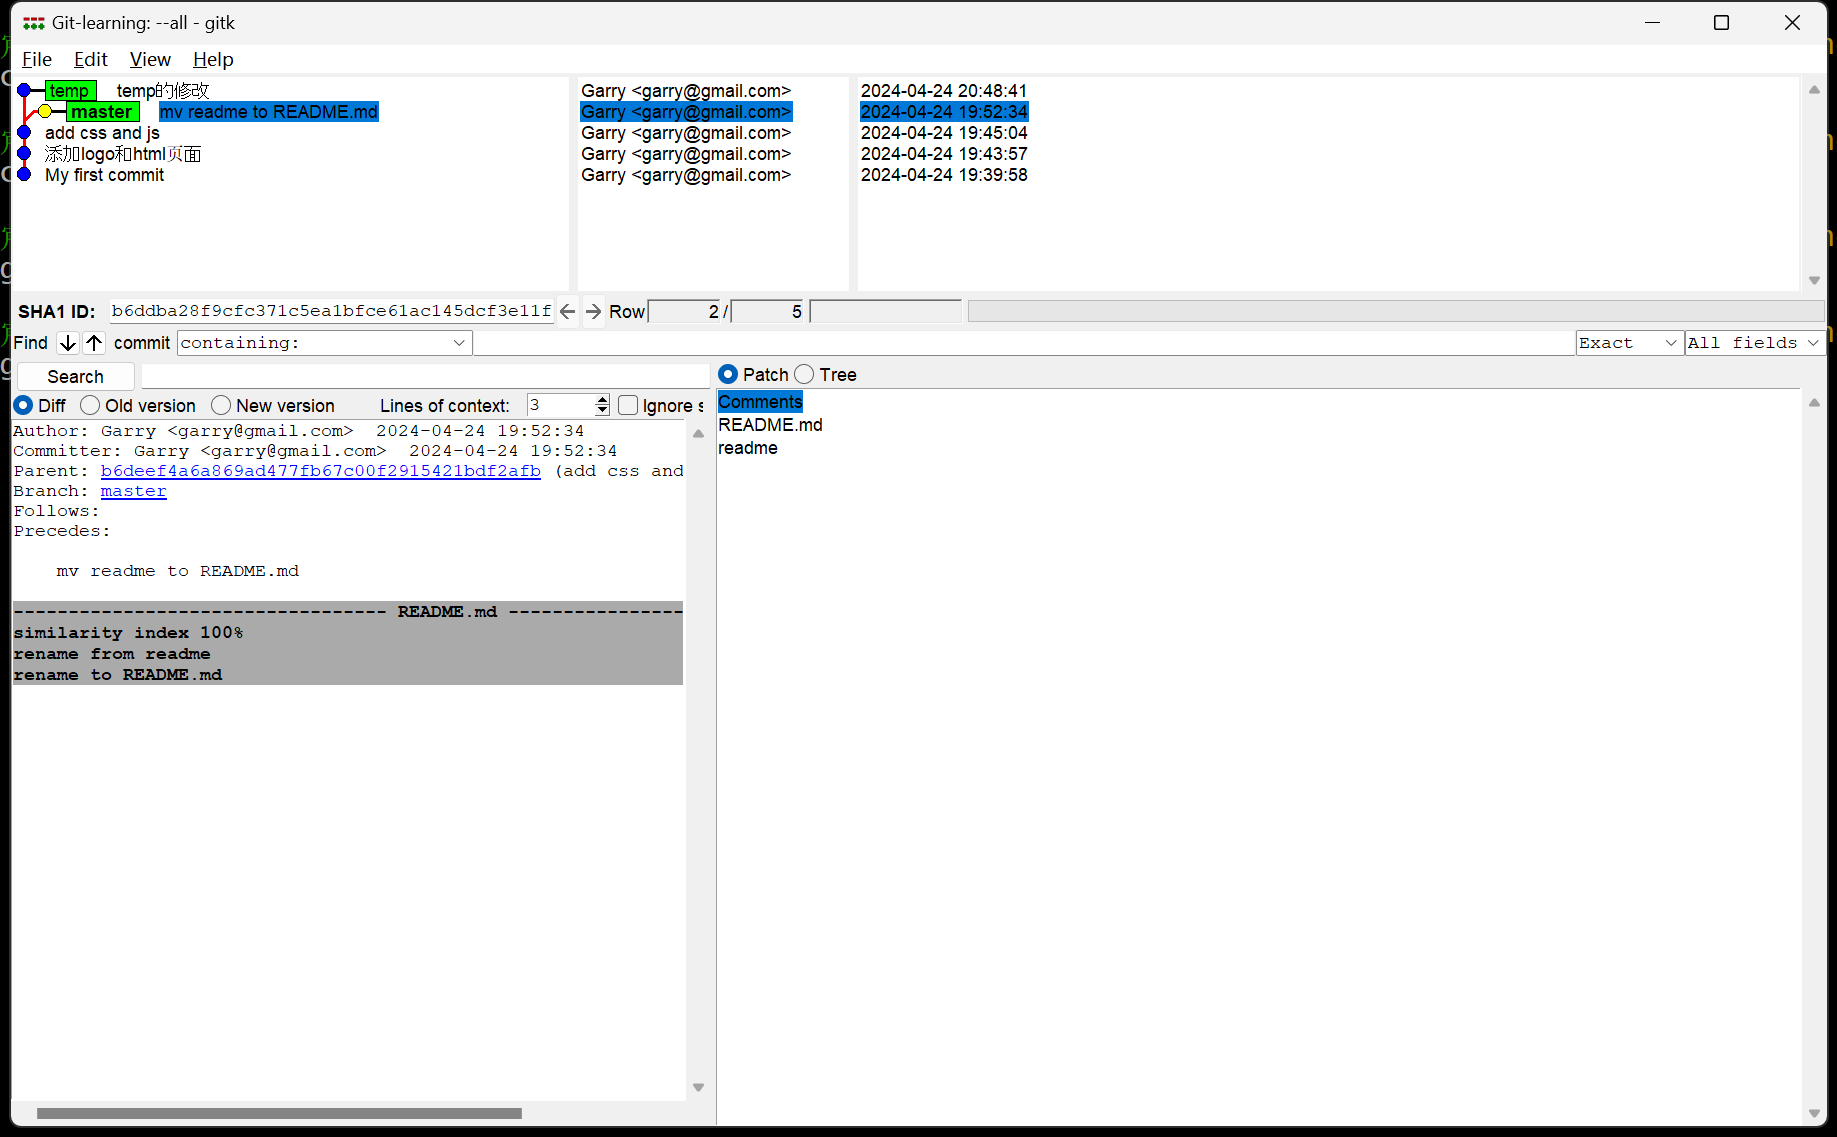 Git-learning: --all - gitk
File Edit View Help
temp temp的修改 Garry <garry@gmail.com> 2024-04-24 20:48:41
master mv readme to README.md Garry <garry@gmail.com> 2024-04-24 19:52:34
add css and js Garry <garry@gmail.com> 2024-04-24 19:45:04
添加logo和html页面 Garry <garry@gmail.com> 2024-04-24 19:43:57
My first commit Garry <garry@gmail.com> 2024-04-24 19:39:58
SHA1 ID: b6ddba28f9cfc371c5ea1bfce61ac145dcf3e11f Row 2 / 5
Find commit containing: Exact All fields
Search
Patch Tree
Diff Old version New version Lines of context: 3 Ignore s
Comments
README.md
readme
Author: Garry <garry@gmail.com> 2024-04-24 19:52:34
Committer: Garry <garry@gmail.com> 2024-04-24 19:52:34
Parent: b6deef4a6a869ad477fb67c00f2915421bdf2afb (add css and
Branch: master
Follows:
Precedes:
mv readme to README.md
---------------------------------- README.md ----------------
similarity index 100%
rename from readme
rename to README.md